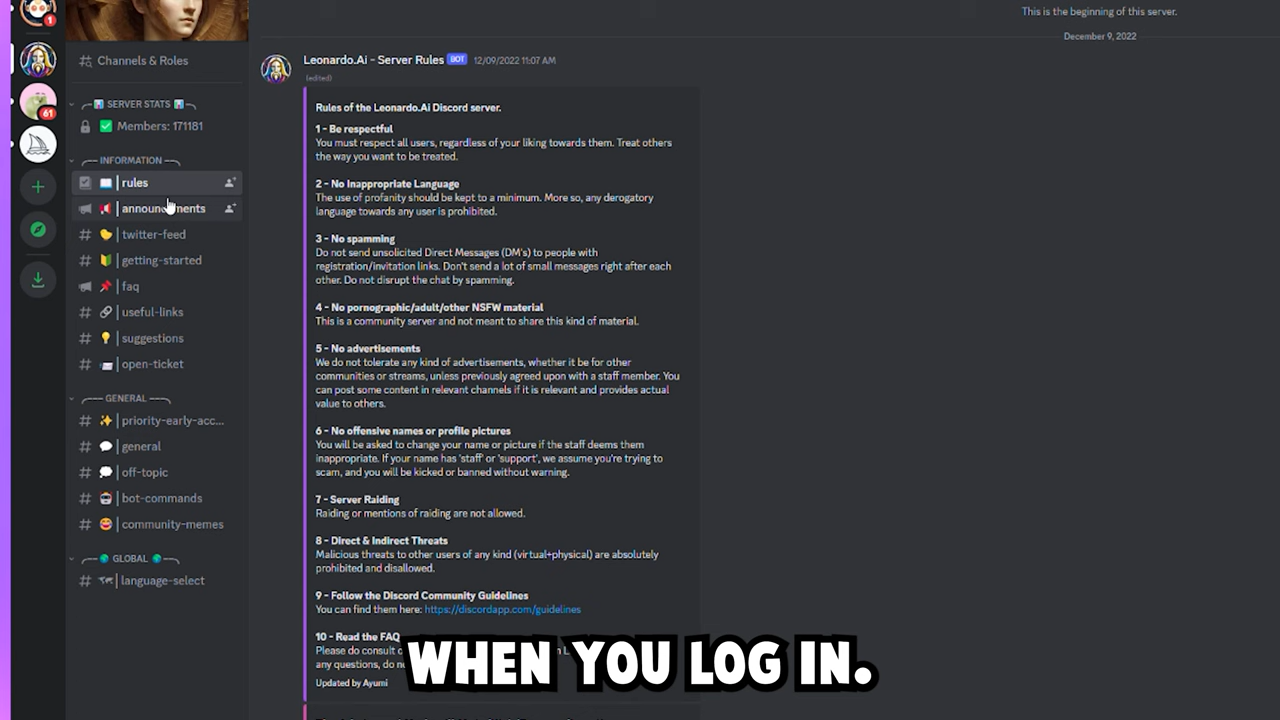 1
Channels & Roles
SERVER STATS
Members: 171181
61
INFORMATION
rules
announcements
twitter-feed
getting-started
faq
useful-links
suggestions
open-ticket
GENERAL
priority-early-acc...
general
off-topic
bot-commands
community-memes
GLOBAL
language-select
This is the beginning of this server.
December 9, 2022
Leonardo.Ai - Server Rules BOT 12/09/2022 11:07 AM
(edited)
Rules of the Leonardo.Ai Discord server.
1 - Be respectful
You must respect all users, regardless of your liking towards them. Treat others
the way you want to be treated.
2 - No Inappropriate Language
The use of profanity should be kept to a minimum. More so, any derogatory
language towards any user is prohibited.
3 - No spamming
Do not send unsolicited Direct Messages (DM's) to people with
registration/invitation links. Don't send a lot of small messages right after each
other. Do not disrupt the chat by spamming.
4 - No pornographic/adult/other NSFW material
This is a community server and not meant to share this kind of material.
5 - No advertisements
We do not tolerate any kind of advertisements, whether it be for other
communities or streams, unless previously agreed upon with a staff member. You
can post some content in relevant channels if it is relevant and provides actual
value to others.
6 - No offensive names or profile pictures
You will be asked to change your name or picture if the staff deems them
inappropriate. If your name has 'staff' or 'support', we assume you're trying to
scam, and you will be kicked or banned without warning.
7 - Server Raiding
Raiding or mentions of raiding are not allowed.
8 - Direct & Indirect Threats
Malicious threats to other users of any kind (virtual+physical) are absolutely
prohibited and disallowed.
9 - Follow the Discord Community Guidelines
You can find them here: https://discordapp.com/guidelines
10 - Read the FAQ
Please do consult
any questions, do
Updated by Ayumi
WHEN YOU LOG IN.